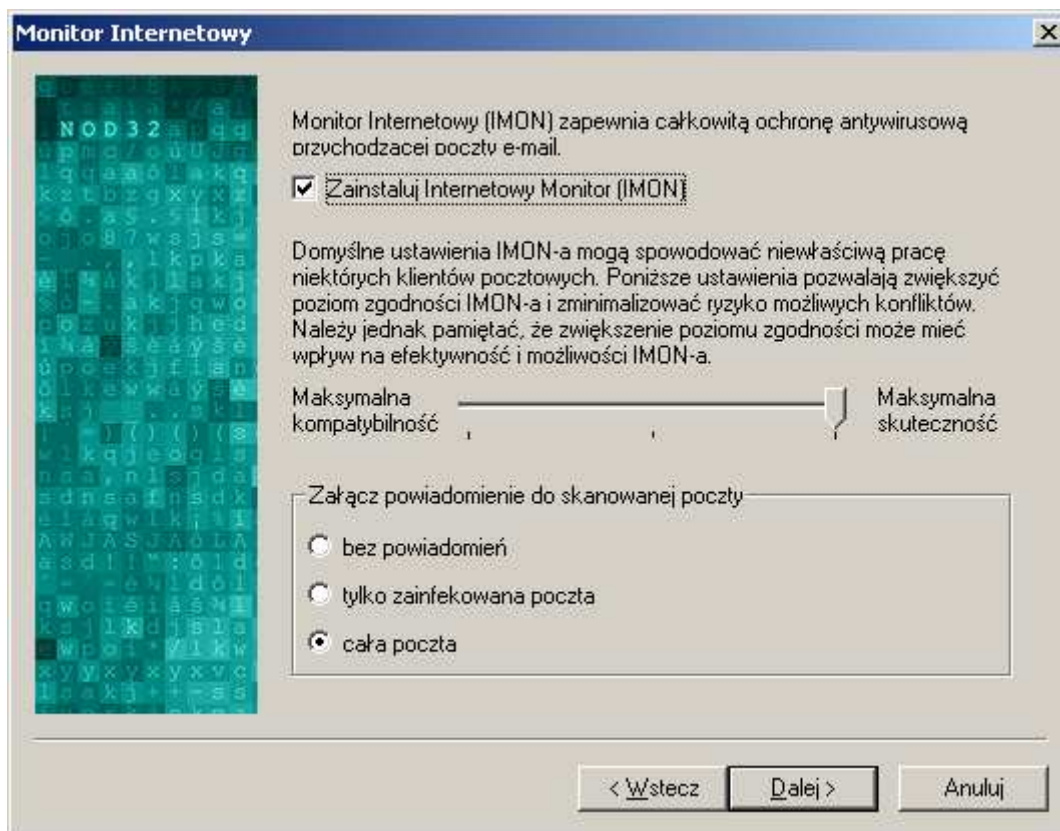 Monitor Internetowy
NOD32
Monitor Internetowy (IMON) zapewnia całkowitą ochronę antywirusową
przychodzącej poczty e-mail.
Zainstaluj Internetowy Monitor (IMON)
Domyślne ustawienia IMON-a mogą spowodować niewłaściwą pracę
niektórych klientów pocztowych. Poniższe ustawienia pozwalają zwiększyć
poziom zgodności IMON-a i zminimalizować ryzyko możliwych konfliktów.
Należy jednak pamiętać, że zwiększenie poziomu zgodności może mieć
wpływ na efektywność i możliwości IMON-a.
Maksymalna
kompatybilność
Maksymalna
skuteczność
Załącz powiadomienie do skanowanej poczty
bez powiadomień
tylko zainfekowana poczta
cała poczta
< Wstecz
Dalej >
Anuluj